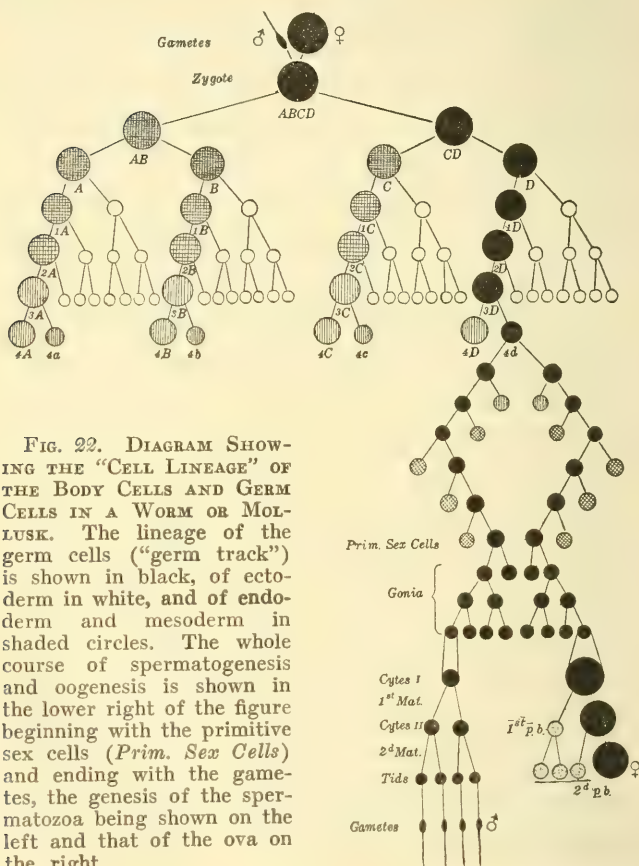 Gametes ♂ ♀
Zygote
ABCD
AB CD
A B C D
1A 1B 1C 1D
2A 2B 2C 2D
3A 3B 3C 3D
4A 4a 4B 4b 4C 4c 4D 4d
FIG. 22. DIAGRAM SHOW-
ING THE "CELL LINEAGE" OF
THE BODY CELLS AND GERM
CELLS IN A WORM OR MOL-
LUSK. The lineage of the
germ cells ("germ track")
is shown in black, of ecto-
derm in white, and of endo-
derm and mesoderm in
shaded circles. The whole
course of spermatogenesis
and oogenesis is shown in
the lower right of the figure
beginning with the primitive
sex cells (Prim. Sex Cells)
and ending with the game-
tes, the genesis of the sper-
matozoa being shown on the
left and that of the ova on
the right
Prim. Sex Cells
Gonia
Cytes I
1st Mat.
Cytes II 1st p.b.
2d Mat.
Tids ♀
2d p.b.
Gametes ♂